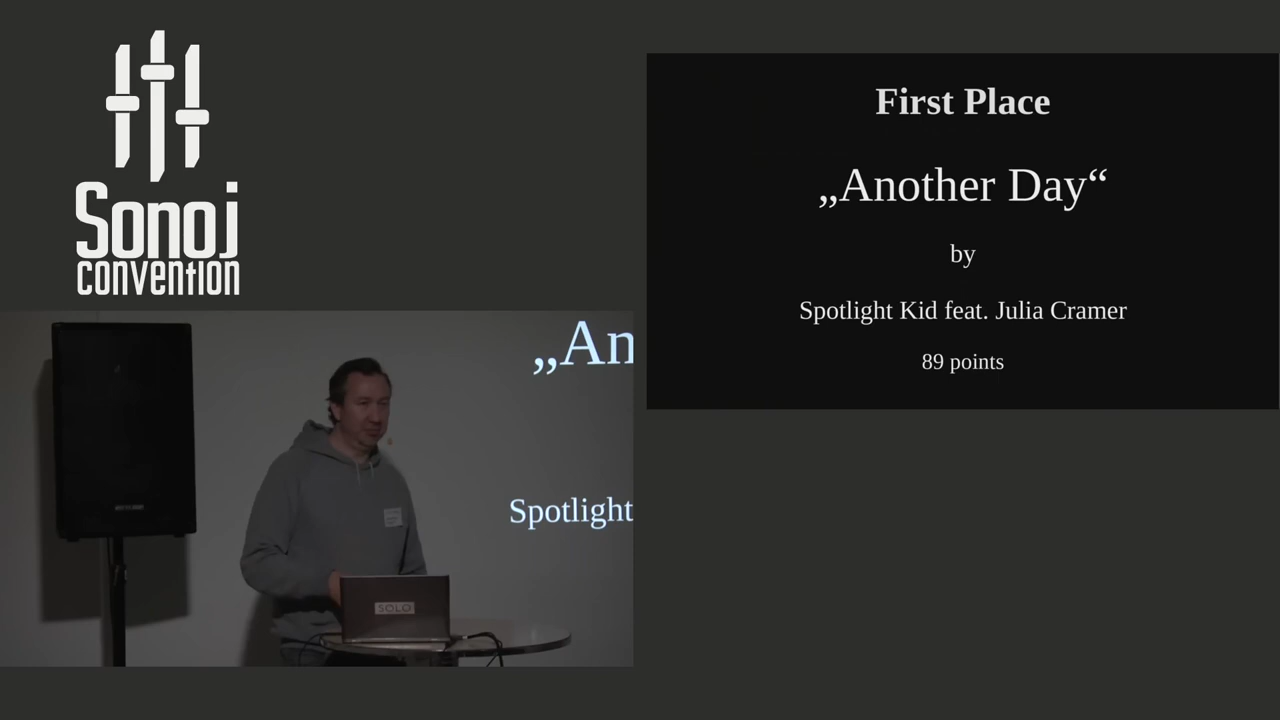 Sonoj
convention
First Place
„Another Day“
by
Spotlight Kid feat. Julia Cramer
89 points
„An
Spotlight
SOLO